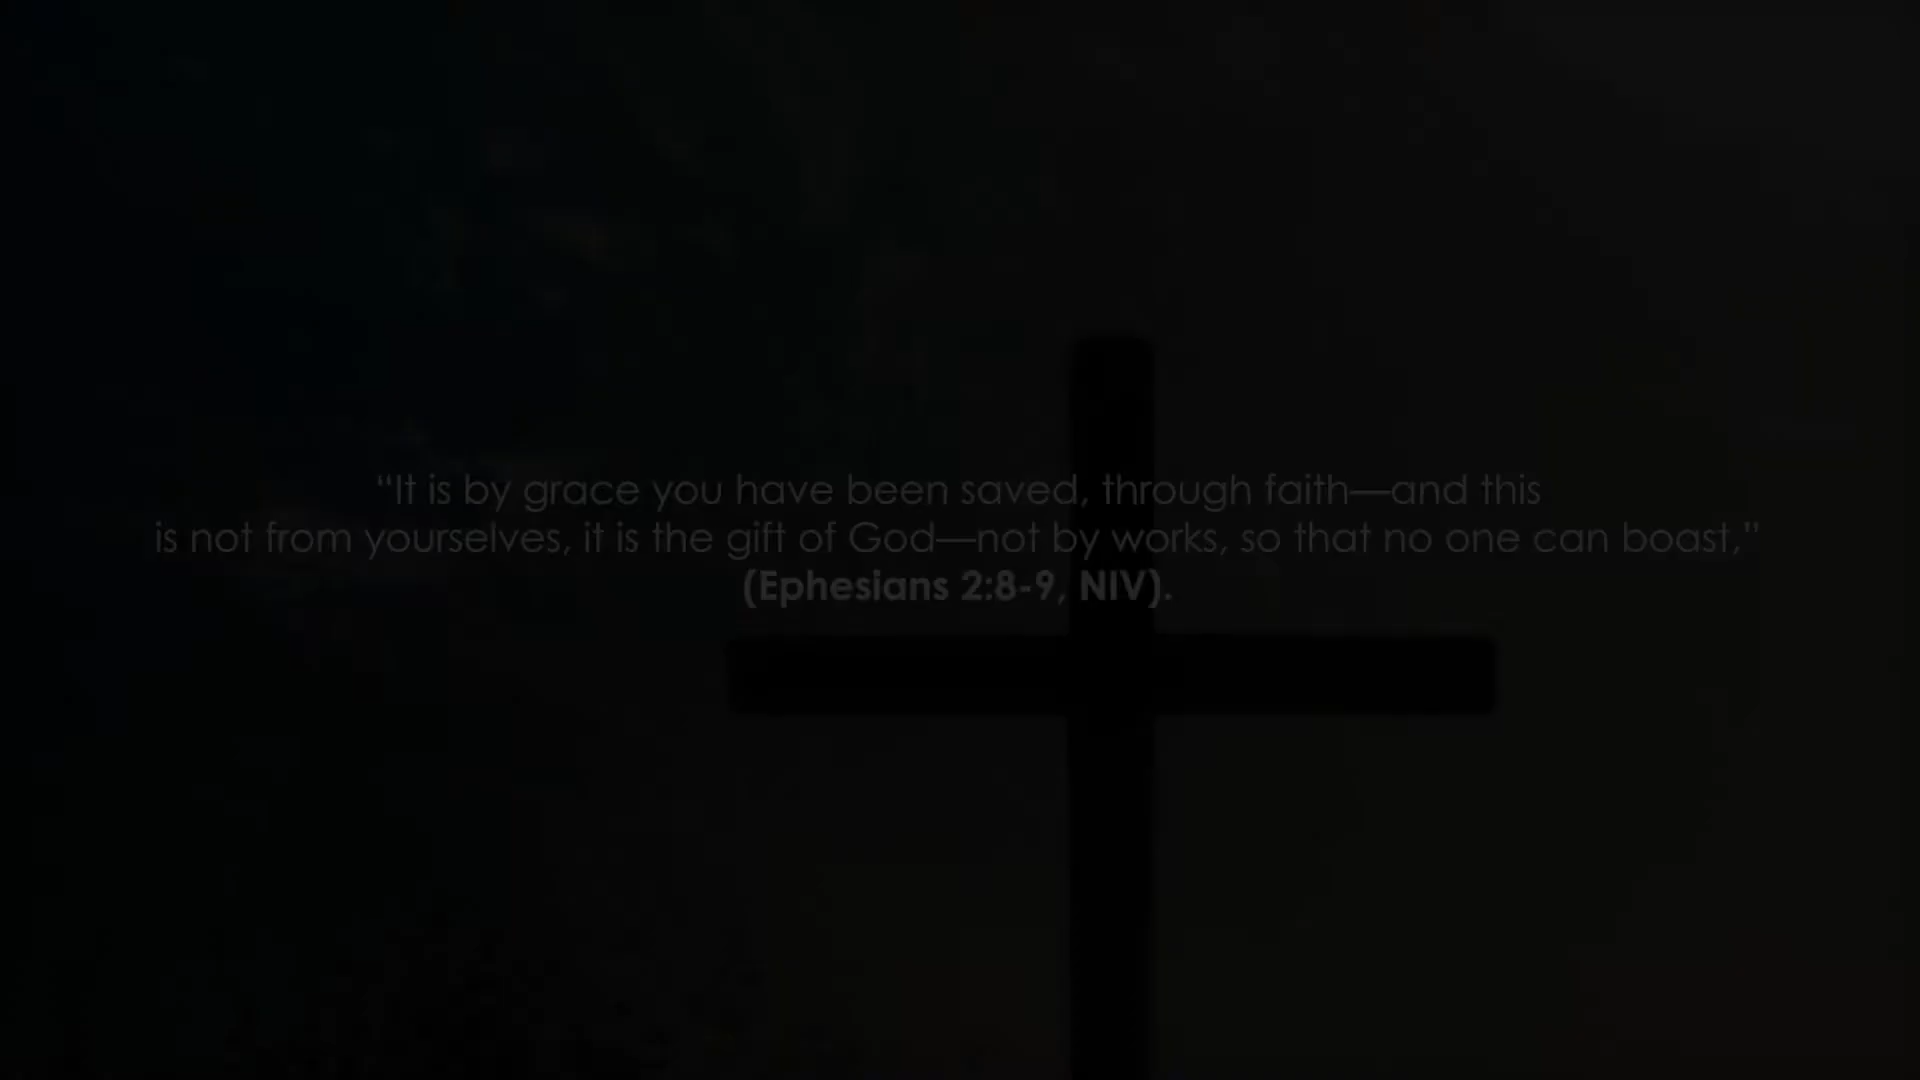 “It is by grace you have been saved, through faith—and this
is not from yourselves, it is the gift of God—not by works, so that no one can boast,”
(Ephesians 2:8-9, NIV).